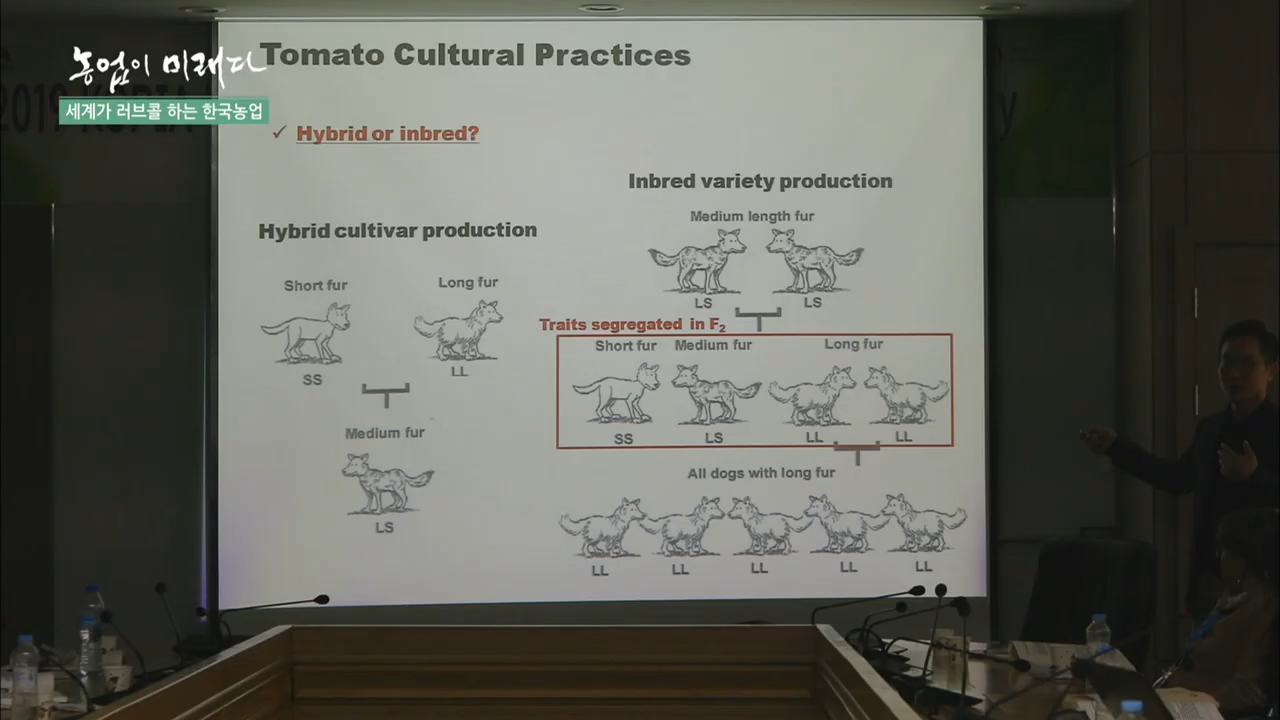 농업이 미래다
세계가 러브콜 하는 한국농업
2019 KOPIA
Tomato Cultural Practices
✓ Hybrid or inbred?
Hybrid cultivar production
Short fur Long fur
SS LL
Medium fur
LS
Inbred variety production
Medium length fur
LS LS
Traits segregated in F₂
Short fur Medium fur Long fur
SS LS LL LL
All dogs with long fur
LL LL LL LL LL